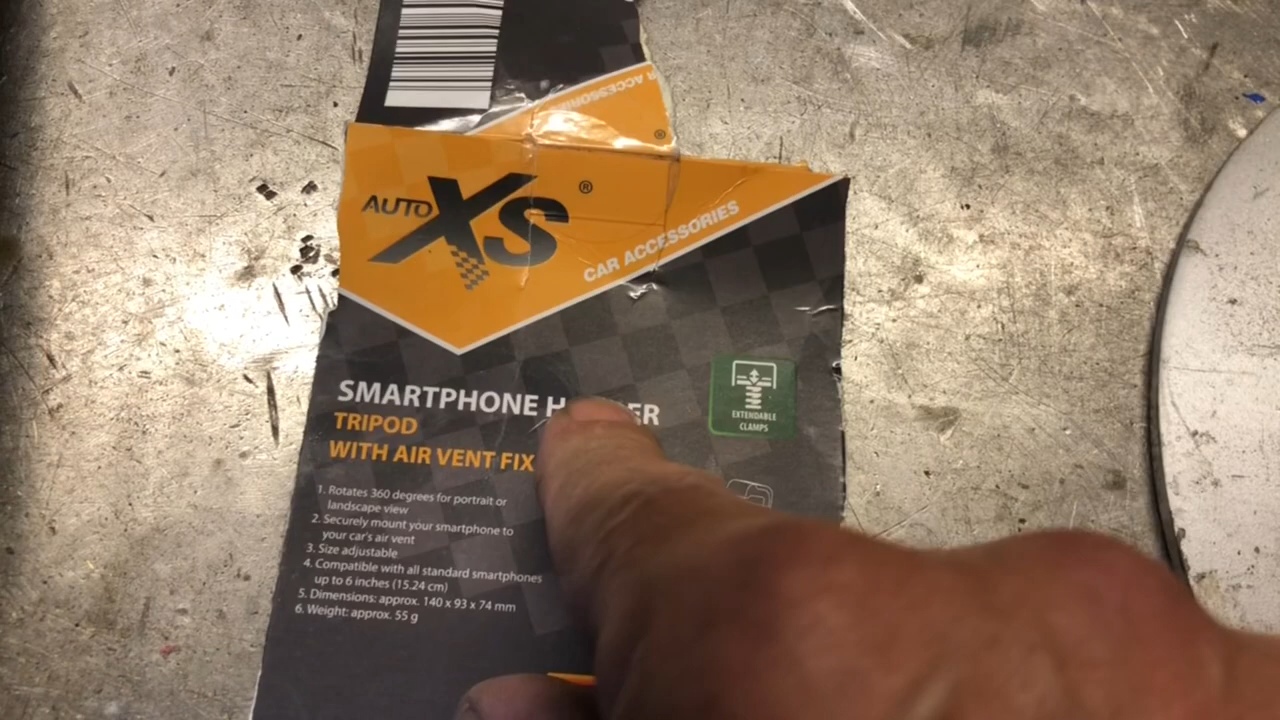 R ACCESSORIES
®
AUTO XS ®
CAR ACCESSORIES
SMARTPHONE H ER
TRIPOD
WITH AIR VENT FIX
EXTENDABLE
CLAMPS
1. Rotates 360 degrees for portrait or
landscape view
2. Securely mount your smartphone to
your car's air vent
3. Size adjustable
4. Compatible with all standard smartphones
up to 6 inches (15.24 cm)
5. Dimensions: approx. 140 x 93 x 74 mm
6. Weight: approx. 55 g